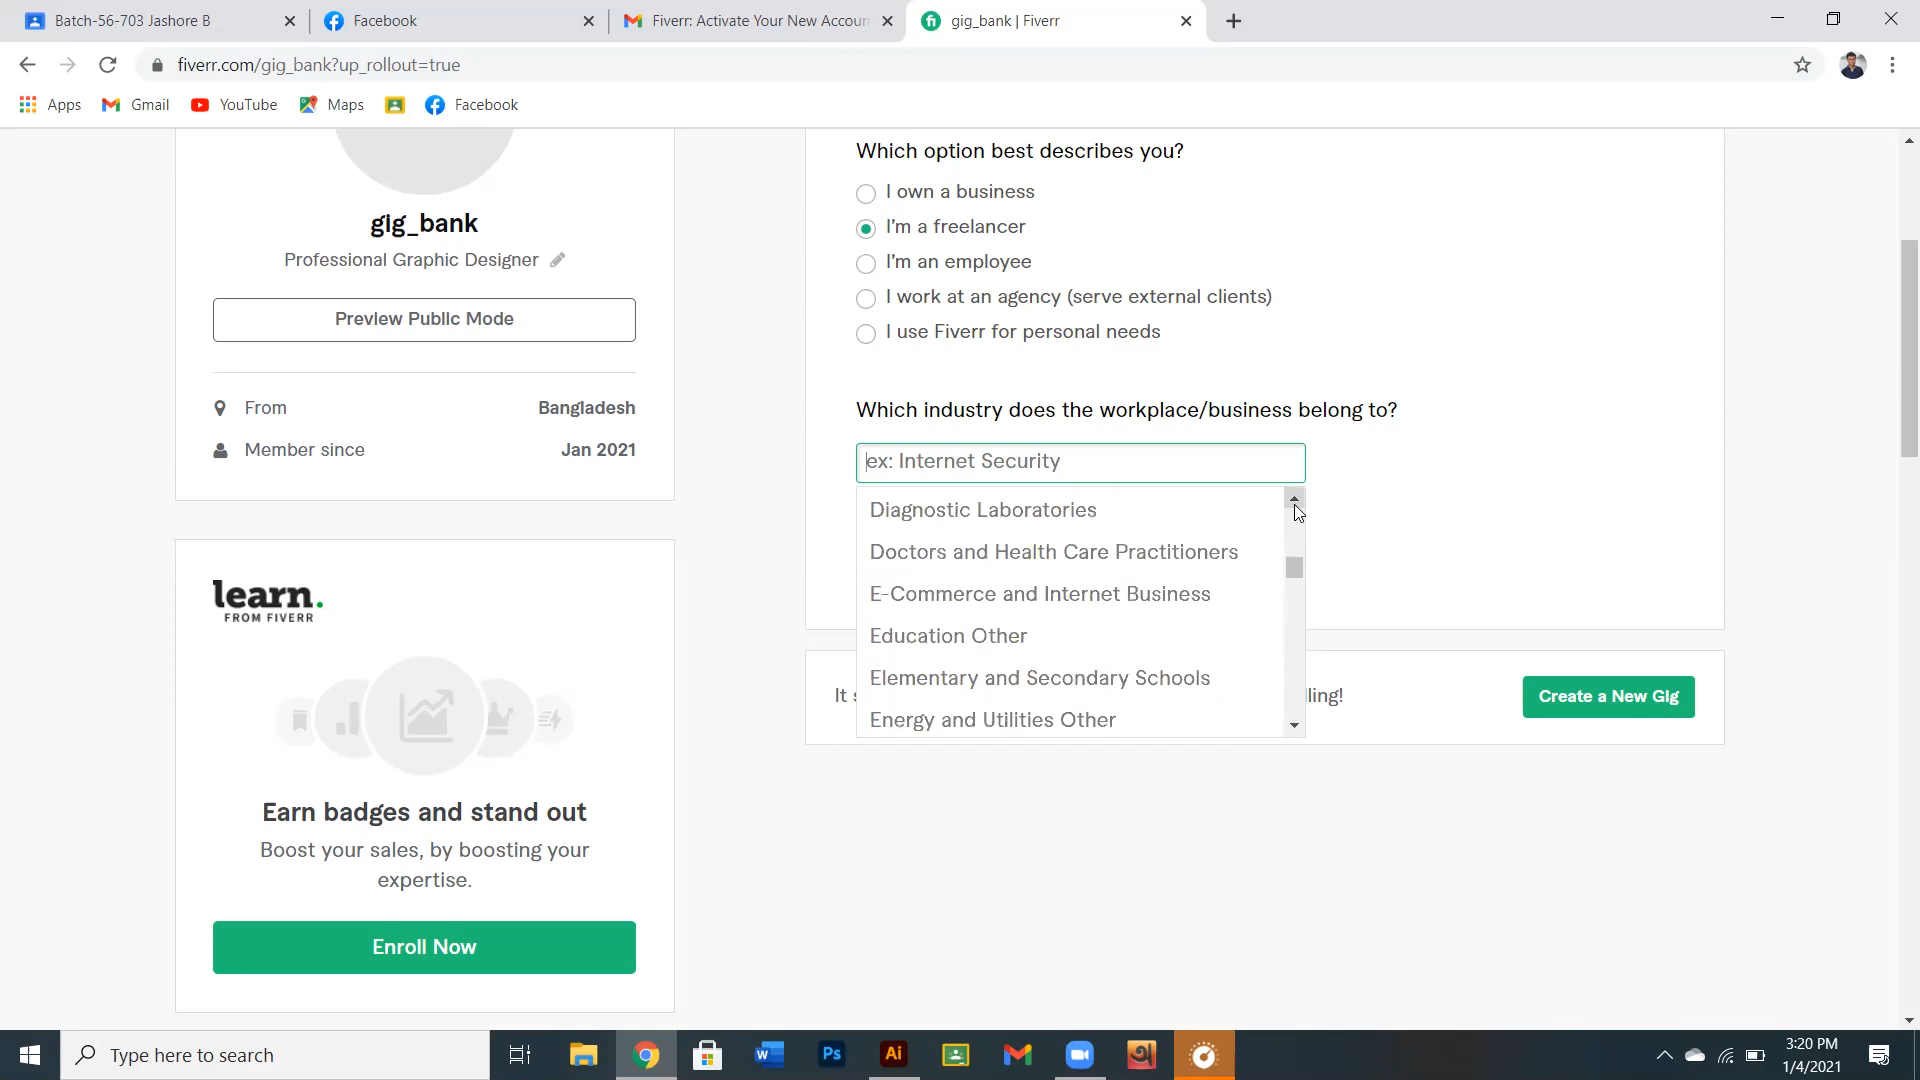 Batch-56-703 Jashore B
Facebook
Fiverr: Activate Your New Accoun
gig_bank | Fiverr
fiverr.com/gig_bank?up_rollout=true
Apps
Gmail
YouTube
Maps
Facebook
gig_bank
Professional Graphic Designer
Preview Public Mode
From Bangladesh
Member since Jan 2021
learn.
FROM FIVERR
Earn badges and stand out
Boost your sales, by boosting your
expertise.
Enroll Now
Which option best describes you?
I own a business
I'm a freelancer
I'm an employee
I work at an agency (serve external clients)
I use Fiverr for personal needs
Which industry does the workplace/business belong to?
ex: Internet Security
Diagnostic Laboratories
Doctors and Health Care Practitioners
E-Commerce and Internet Business
Education Other
Elementary and Secondary Schools
Energy and Utilities Other
It
lling!
Create a New Gig
Type here to search
Ps
Ai
3:20 PM
1/4/2021